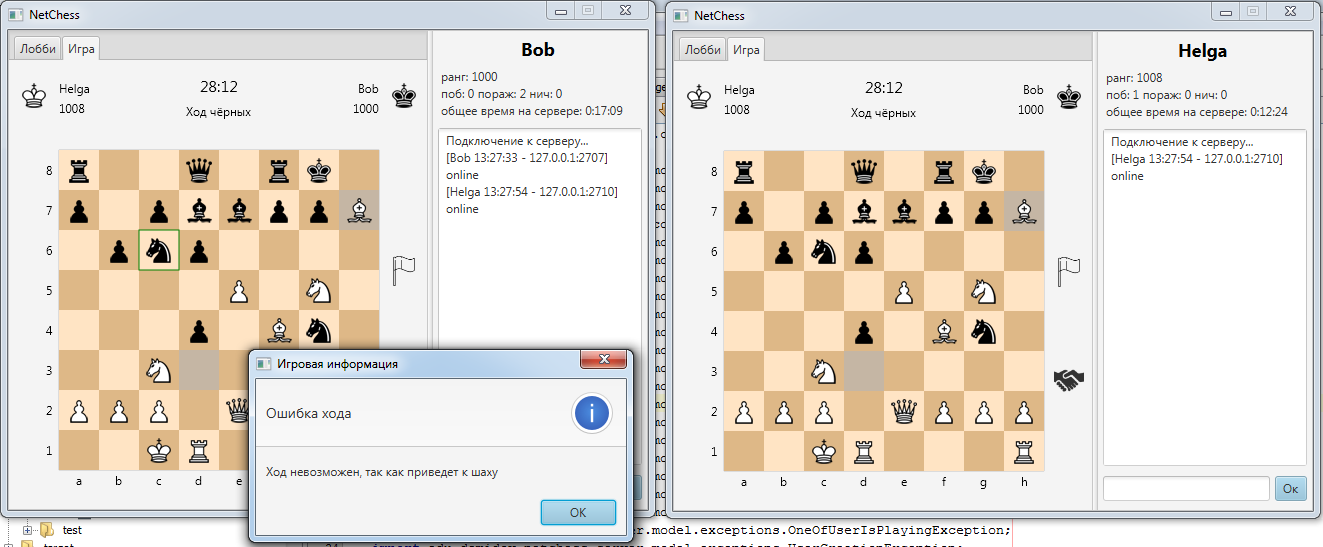 NetChess
Лобби
Игра
Helga
1008
28:12
Ход чёрных
Bob
1000
8
7
6
5
4
3
2
1
a
b
c
d
e
Bob
ранг: 1000
поб: 0 пораж: 2 нич: 0
общее время на сервере: 0:17:09
Подключение к серверу...
[Bob 13:27:33 - 127.0.0.1:2707]
online
[Helga 13:27:54 - 127.0.0.1:2710]
online
Игровая информация
Ошибка хода
Ход невозможен, так как приведет к шаху
OK
NetChess
Лобби
Игра
Helga
1008
28:12
Ход чёрных
Bob
1000
8
7
6
5
4
3
2
1
a
b
c
d
e
f
g
h
Helga
ранг: 1008
поб: 1 пораж: 0 нич: 0
общее время на сервере: 0:12:24
Подключение к серверу...
[Helga 13:27:54 - 127.0.0.1:2710]
online
Ок
test
.model.exceptions.OneOfUserIsPlayingException;